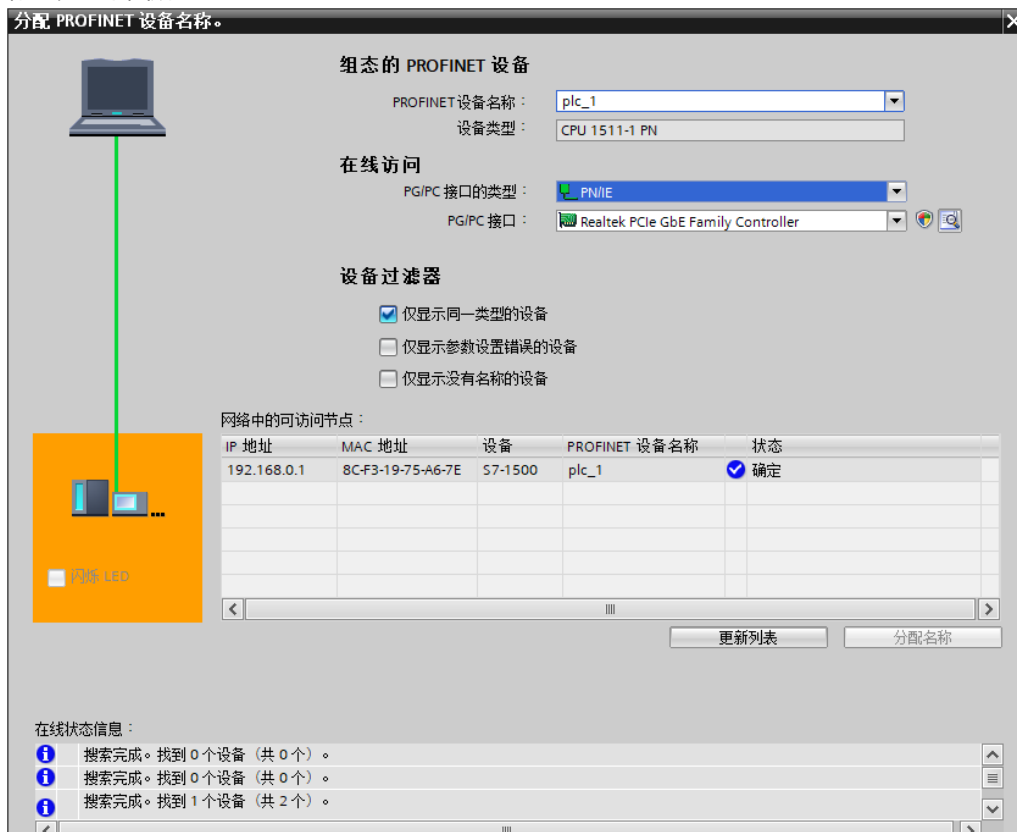 分配 PROFINET 设备名称。
组态的 PROFINET 设备
PROFINET设备名称： plc_1
设备类型： CPU 1511-1 PN
在线访问
PG/PC 接口的类型： PN/IE
PG/PC 接口： Realtek PCIe GbE Family Controller
设备过滤器
仅显示同一类型的设备
仅显示参数设置错误的设备
仅显示没有名称的设备
网络中的可访问节点：
IP 地址 MAC 地址 设备 PROFINET 设备名称 状态
192.168.0.1 8C-F3-19-75-A6-7E S7-1500 plc_1 确定
闪烁 LED
更新列表 分配名称
在线状态信息：
搜索完成。找到 0 个设备（共 0 个）。
搜索完成。找到 0 个设备（共 0 个）。
搜索完成。找到 1 个设备（共 2 个）。